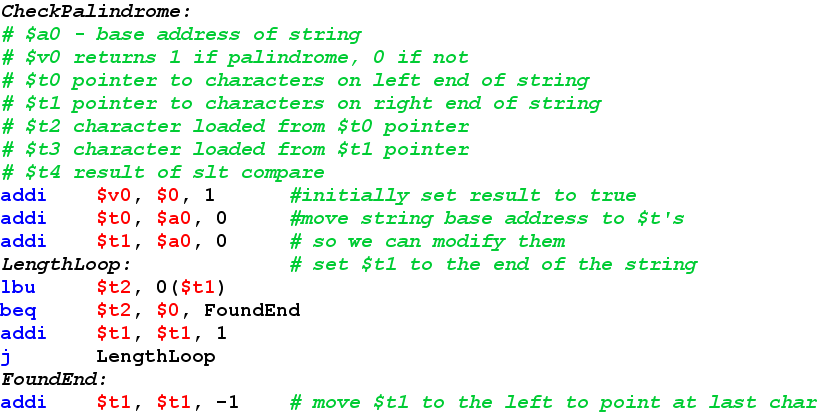 CheckPalindrome:
# $a0 - base address of string
# $v0 returns 1 if palindrome, 0 if not
# $t0 pointer to characters on left end of string
# $t1 pointer to characters on right end of string
# $t2 character loaded from $t0 pointer
# $t3 character loaded from $t1 pointer
# $t4 result of slt compare
addi    $v0, $0, 1      #initially set result to true
addi    $t0, $a0, 0     #move string base address to $t's
addi    $t1, $a0, 0     # so we can modify them
LengthLoop:             # set $t1 to the end of the string
lbu     $t2, 0($t1)
beq     $t2, $0, FoundEnd
addi    $t1, $t1, 1
j       LengthLoop
FoundEnd:
addi    $t1, $t1, -1    # move $t1 to the left to point at last char